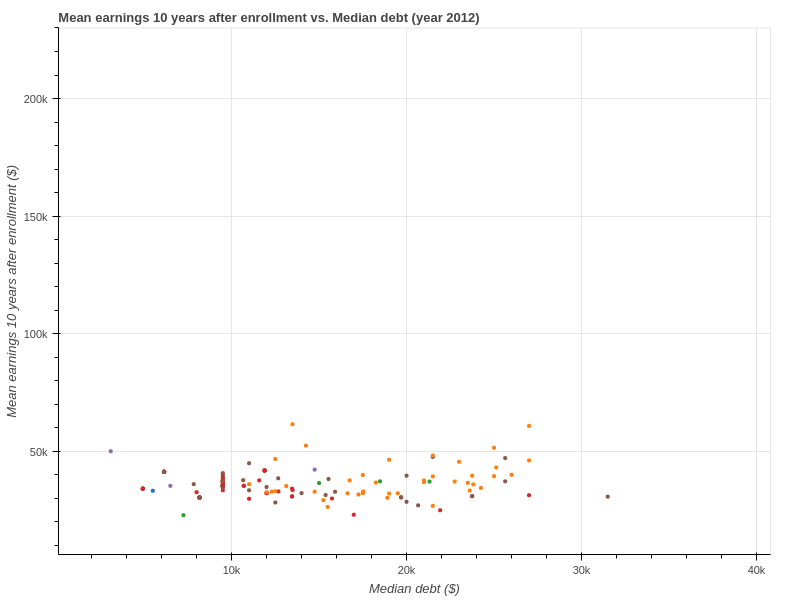 Mean earnings 10 years after enrollment vs. Median debt (year 2012)
Mean earnings 10 years after enrollment ($)
200k
150k
100k
50k
10k
20k
30k
40k
Median debt ($)